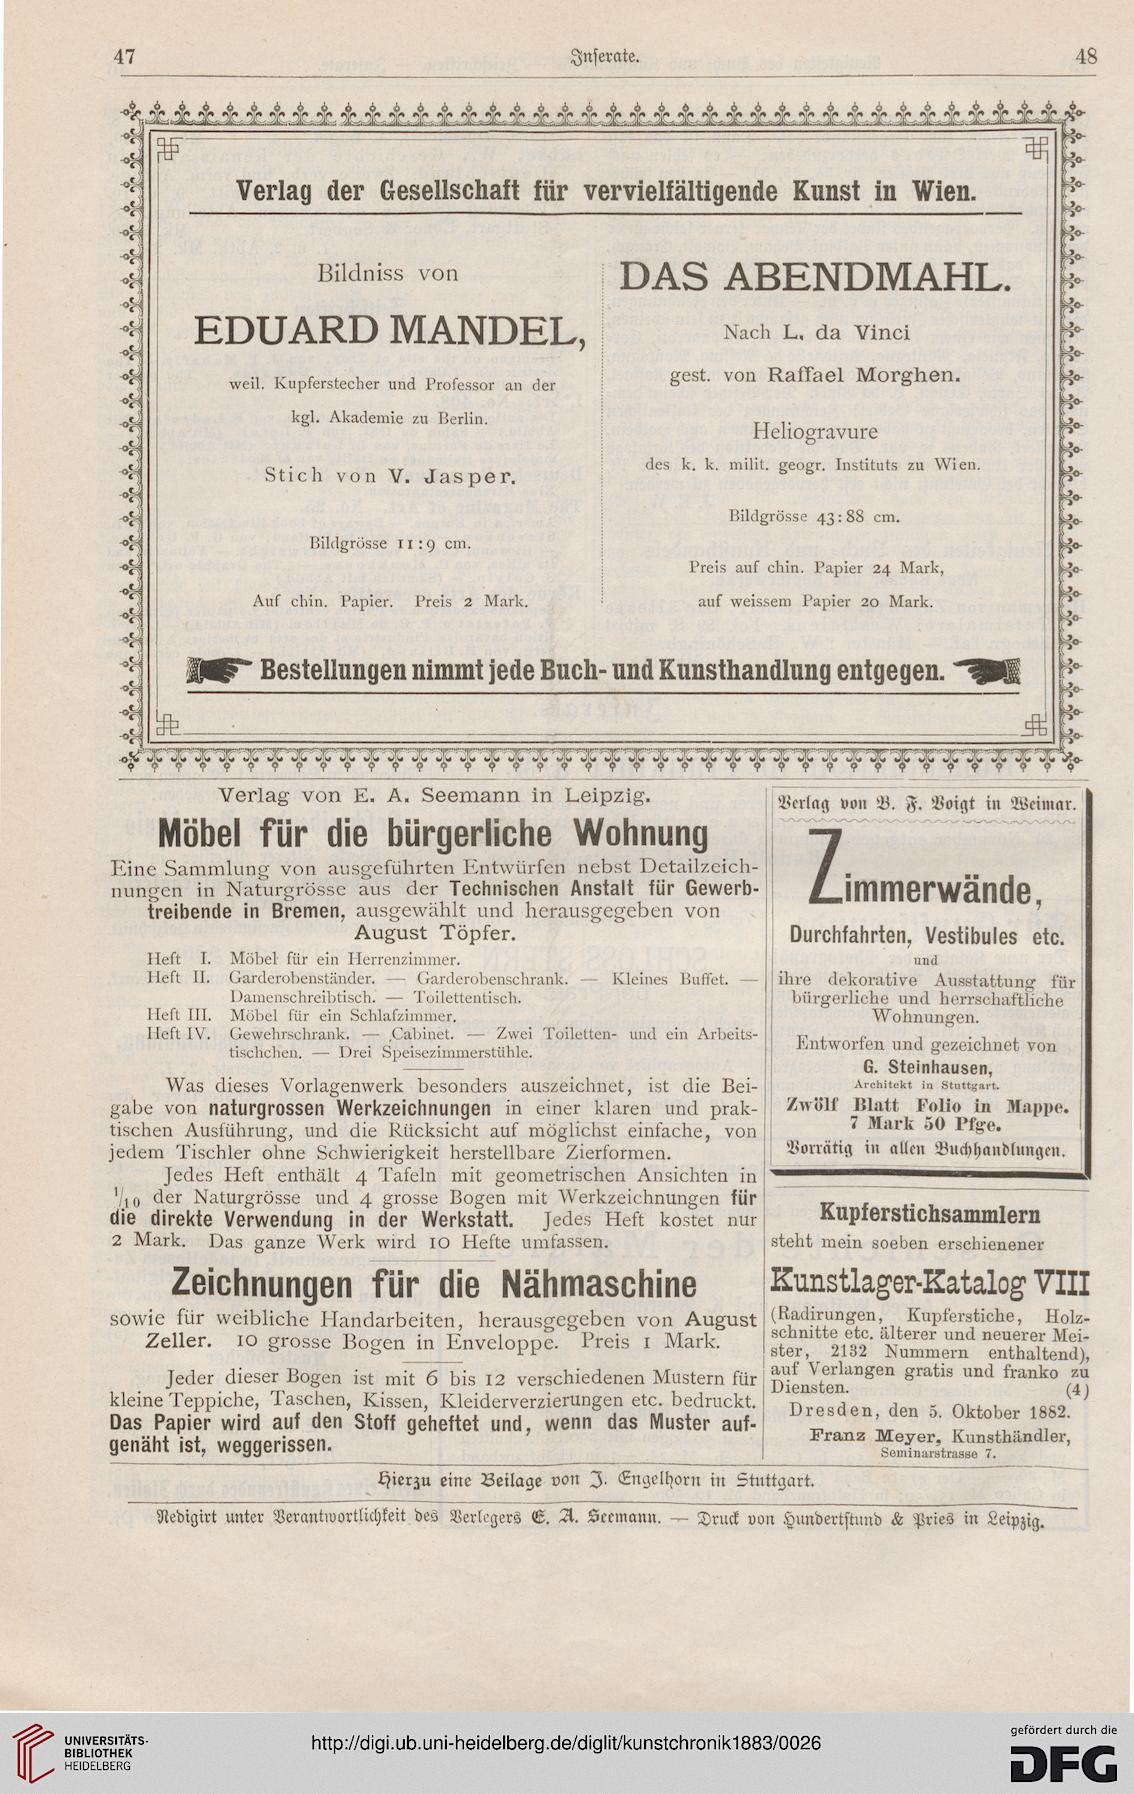 47
Inserate.
48
Verlag der Gesellschaft für vervielfältigende Kunst in Wien.
Bildniss von
EDUARD MANDEL,
weil. Kupferstecher und Professor an der
kgl. Akademie zu Berlin.
Stich von V. Jasper.
Bildgrösse 11:9 cm.
Auf chin. Papier. Preis 2 Mark.
DAS ABENDMAHL.
Nach L. da Vinci
gest. von Raffael Morghen.
Heliogravure
des k. k. milit. geogr. Instituts zu Wien.
Bildgrösse 43:88 cm.
Preis auf chin. Papier 24 Mark,
auf weissem Papier 20 Mark.
Bestellungen nimmt jede Buch- und Kunsthandlung entgegen.
Verlag von E. A. Seemann in Leipzig.
Möbel für die bürgerliche Wohnung
Eine Sammlung von ausgeführten Entwürfen nebst Detailzeich-
nungen in Naturgrösse aus der Technischen Anstalt für Gewerb-
treibende in Bremen, ausgewählt und herausgegeben von
August Töpfer.
Heft I. Möbel für ein Herrenzimmer.
Heft II. Garderobenständer. — Garderobenschrank. — Kleines Buffet. —
Damenschreibtisch. — Toilettentisch.
Heft III. Möbel für ein Schlafzimmer.
Heft IV. Gewehrschrank. — Cabinet. — Zwei Toiletten- und ein Arbeits-
tischchen. — Drei Speisezimmerstühle.
Was dieses Vorlagenwerk besonders auszeichnet, ist die Bei-
gabe von naturgrossen Werkzeichnungen in einer klaren und prak-
tischen Ausführung, und die Rücksicht auf möglichst einfache, von
jedem Tischler ohne Schwierigkeit herstellbare Zierformen.
Jedes Heft enthält 4 Tafeln mit geometrischen Ansichten in
1/10 der Naturgrösse und 4 grosse Bogen mit Werkzeichnungen für
die direkte Verwendung in der Werkstatt. Jedes Heft kostet nur
2 Mark. Das ganze Werk wird 10 Hefte umfassen.
Zeichnungen für die Nähmaschine
sowie für weibliche Handarbeiten, herausgegeben von August
Zeller. 10 grosse Bogen in Enveloppe. Preis 1 Mark.
Jeder dieser Bogen ist mit 6 bis 12 verschiedenen Mustern für
kleine Teppiche, Taschen, Kissen, Kleiderverzierungen etc. bedruckt.
Das Papier wird auf den Stoff geheftet und, wenn das Muster auf-
genäht ist, weggerissen.
Verlag von B. F. Voigt in Weimar.
Zimmerwände,
Durchfahrten, Vestibules etc.
und
ihre dekorative Ausstattung für
bürgerliche und herrschaftliche
Wohnungen.
Entworfen und gezeichnet von
G. Steinhausen,
Architekt in Stuttgart.
Zwölf Blatt Folio in Mappe.
7 Mark 50 Pfge.
Vorrätig in allen Buchhandlungen.
Kupferstichsammlern
steht mein soeben erschienener
Kunstlager-Katalog VIII
(Radirungen, Kupferstiche, Holz-
schnitte etc. älterer und neuerer Mei-
ster, 2132 Nummern enthaltend),
auf Verlangen gratis und franko zu
Diensten. (4)
Dresden, den 5. Oktober 1882.
Franz Meyer, Kunsthändler,
Seminarstrasse 7.
Hierzu eine Beilage von J. Engelhorn in Stuttgart.
Redigirt unter Verantwortlichkeit des Verlegers E. A. Seemann. — Druck von Hundertstund & Pries in Leipzig.
UNIVERSITÄTS-
BIBLIOTHEK
HEIDELBERG
http://digi.ub.uni-heidelberg.de/diglit/kunstchronik1883/0026
gefördert durch die
DFG